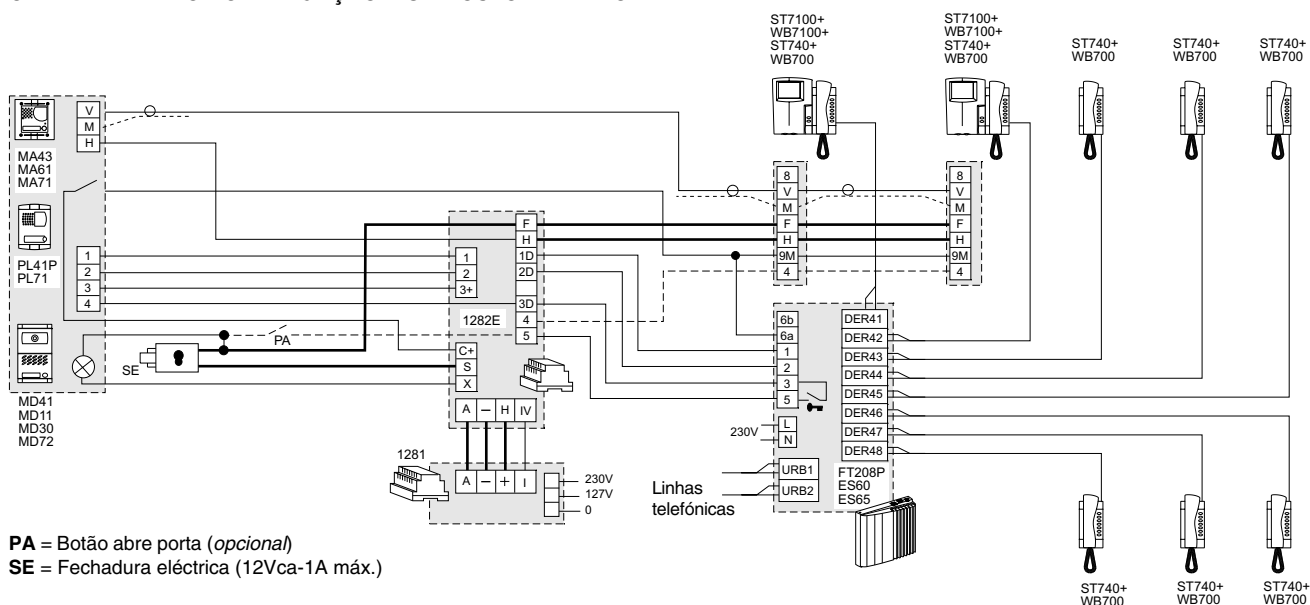 ST7100+
WB7100+
ST740+
WB700
ST7100+
WB7100+
ST740+
WB700
ST740+
WB700
ST740+
WB700
ST740+
WB700
V
M
H
MA43
MA61
MA71
PL41P
PL71
1
2
3
4
MD41
MD11
MD30
MD72
SE
PA
1
2
3+
1282E
C+
S
X
F
H
1D
2D
3D
4
5
A
–
H
IV
1281
A
–
+
I
230V
127V
0
8
V
M
F
H
9M
4
8
V
M
F
H
9M
4
6b
6a
1
2
3
5
230V
L
N
URB1
URB2
Linhas
telefónicas
DER41
DER42
DER43
DER44
DER45
DER46
DER47
DER48
FT208P
ES60
ES65
ST740+
WB700
ST740+
WB700
ST740+
WB700
PA = Botão abre porta (opcional)
SE = Fechadura eléctrica (12Vca-1A máx.)